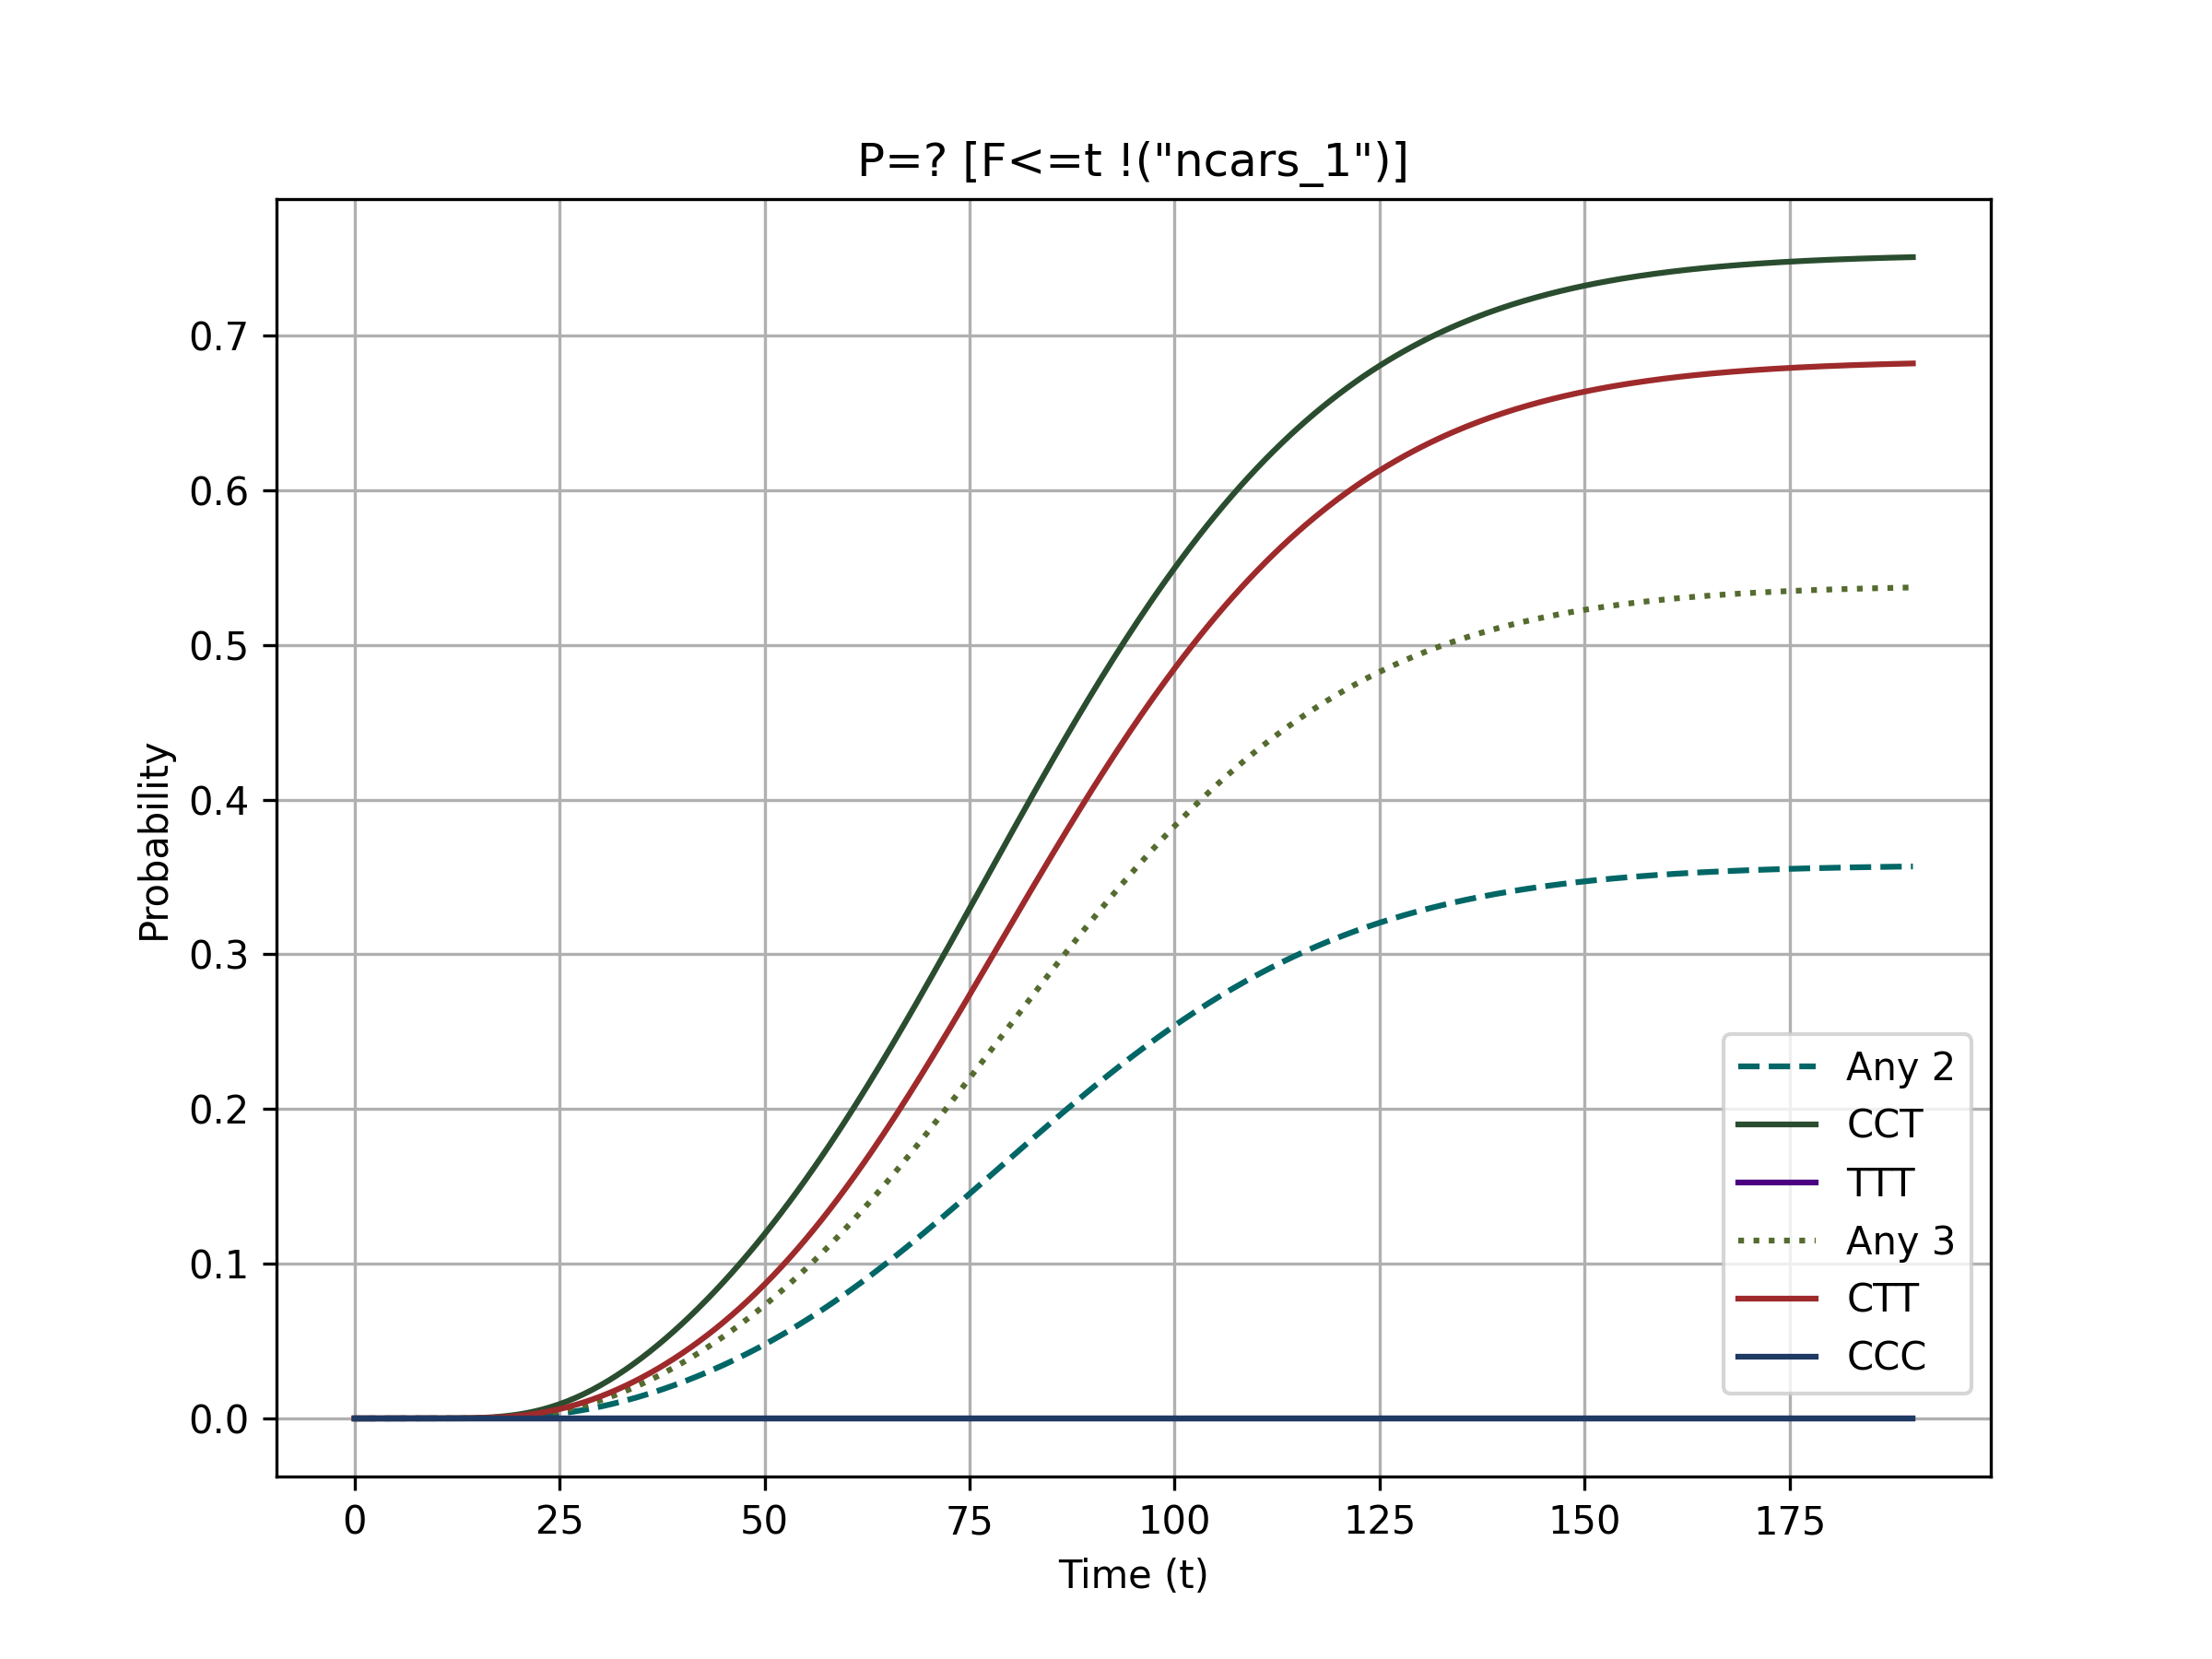 P=? [F<=t !("ncars_1")]
Probability
0.7
0.6
0.5
0.4
0.3
0.2
0.1
0.0
Any 2
CCT
TTT
Any 3
CTT
CCC
0 25 50 75 100 125 150 175
Time (t)